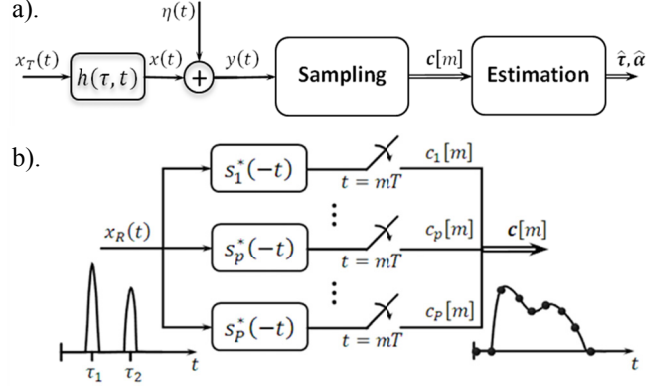 a).
η(t)
x_T(t)
h(τ, t)
x(t)
+
y(t)
Sampling
c[m]
Estimation
τ̂, α̂
b).
s_1^*(−t)
t = mT
c_1[m]
⋮
⋮
x_R(t)
s_p^*(−t)
t = mT
c_p[m]
c[m]
⋮
⋮
s_P^*(−t)
t = mT
c_P[m]
τ_1
τ_2
t
t